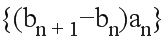 {(b_{n + 1}−b_n)a_n}